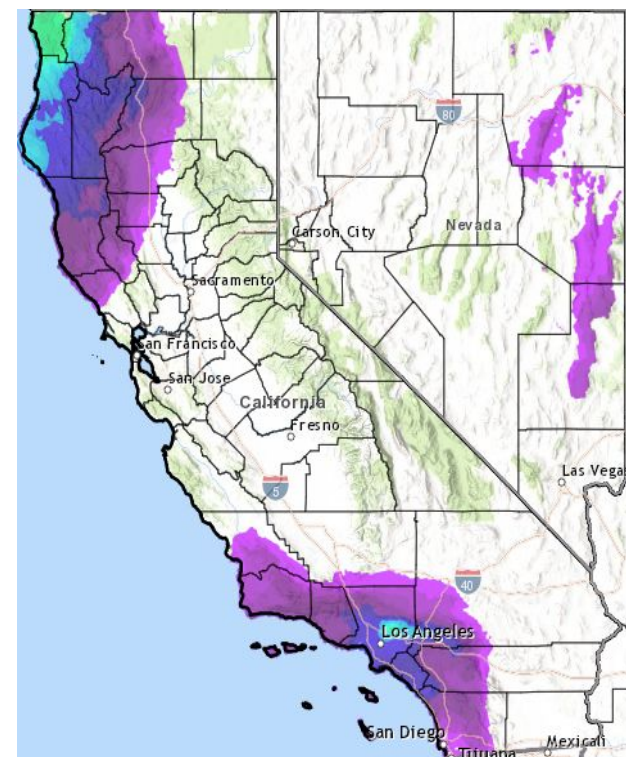 80
Nevada
Carson City
Sacramento
San Francisco
San Jose
California
Fresno
5
Las Vegas
40
Los Angeles
San Diego
Tijuana
Mexicali